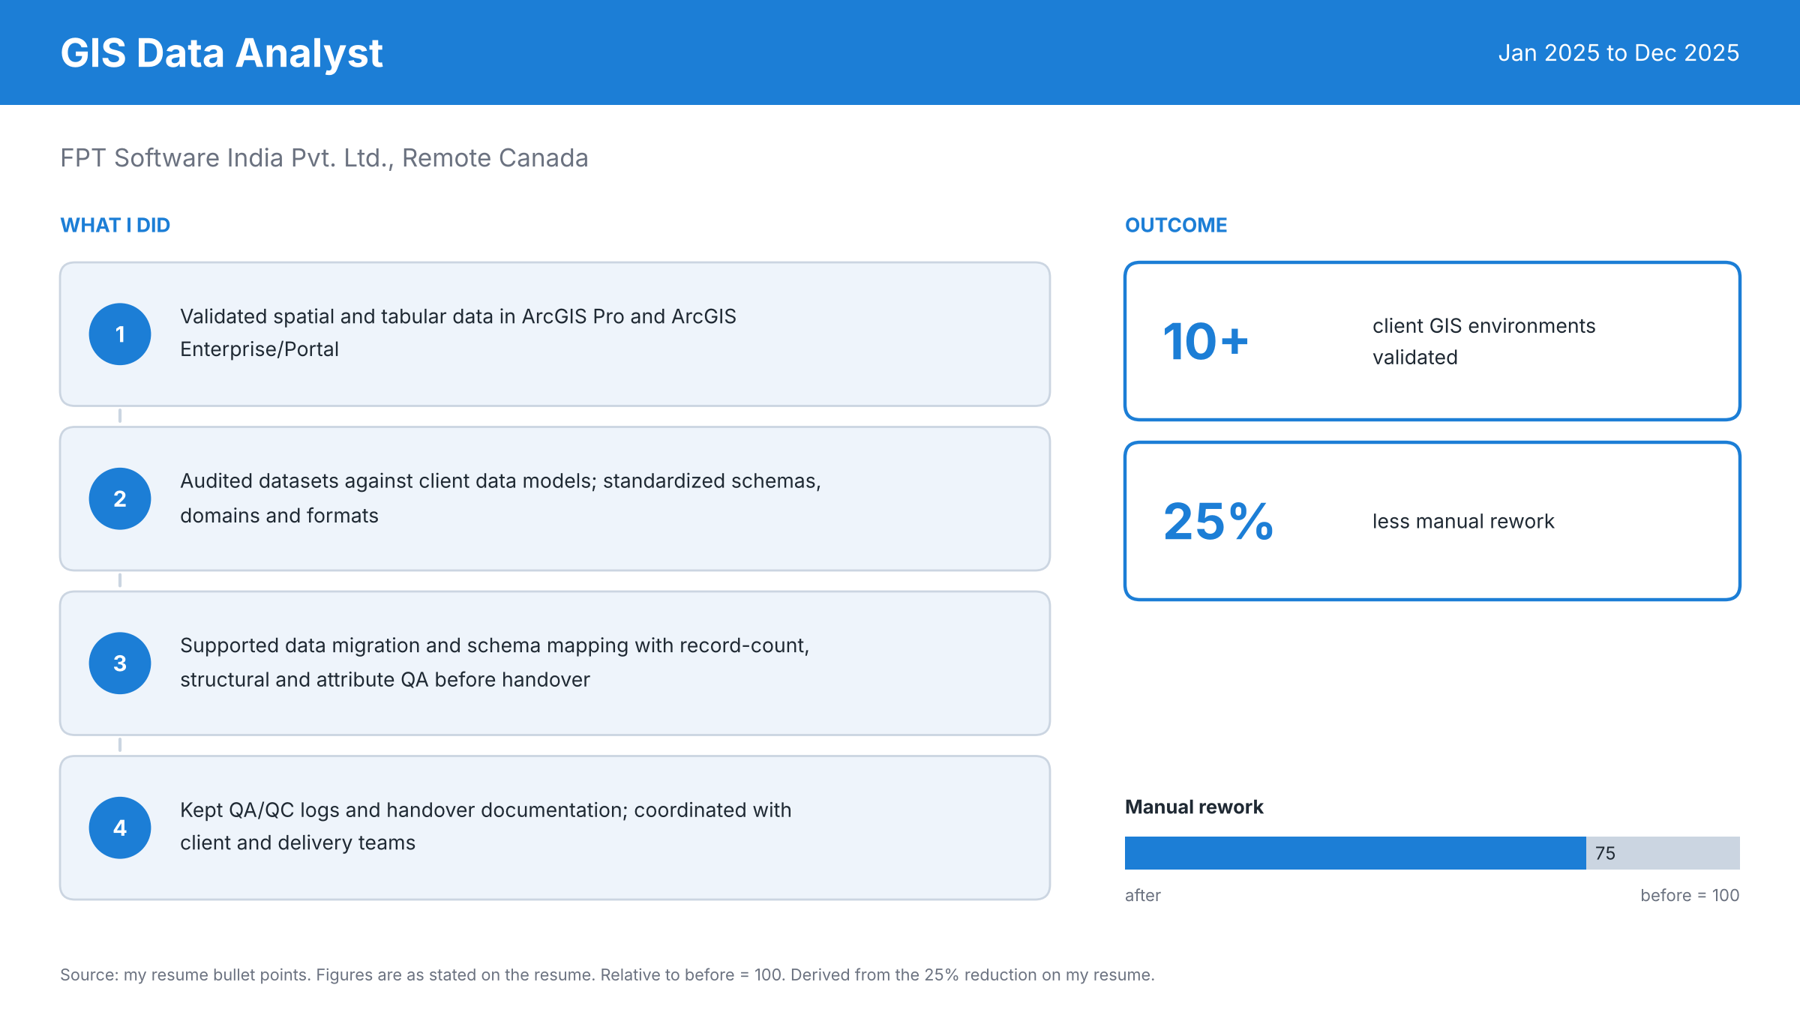 GIS Data Analyst
Jan 2025 to Dec 2025
FPT Software India Pvt. Ltd., Remote Canada
WHAT I DID
1
Validated spatial and tabular data in ArcGIS Pro and ArcGIS
Enterprise/Portal
2
Audited datasets against client data models; standardized schemas,
domains and formats
3
Supported data migration and schema mapping with record-count,
structural and attribute QA before handover
4
Kept QA/QC logs and handover documentation; coordinated with
client and delivery teams
OUTCOME
10+
client GIS environments
validated
25%
less manual rework
Manual rework
75
after
before = 100
Source: my resume bullet points. Figures are as stated on the resume. Relative to before = 100. Derived from the 25% reduction on my resume.